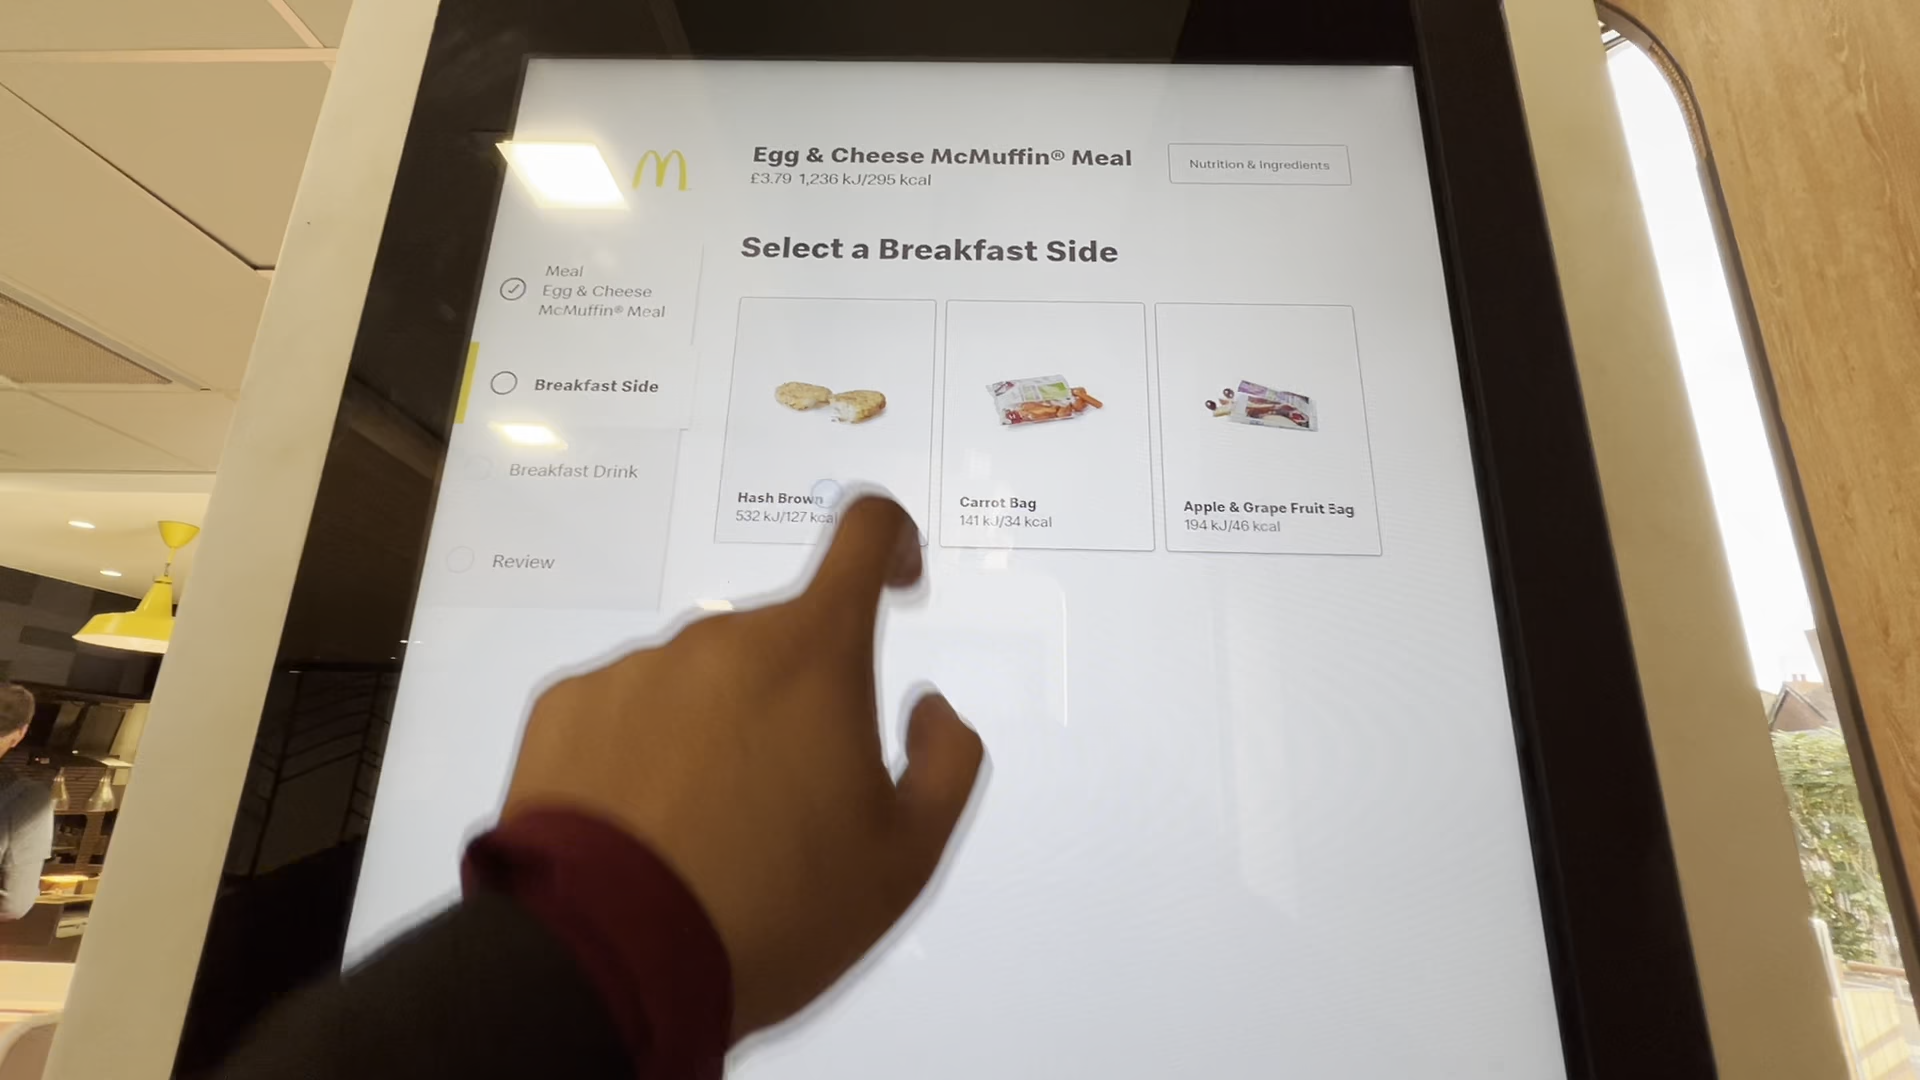 Egg & Cheese McMuffin® Meal
£3.79 1,236 kJ/295 kcal
Nutrition & Ingredients
Select a Breakfast Side
Meal
Egg & Cheese
McMuffin® Meal
Breakfast Side
Breakfast Drink
Review
Hash Brown
532 kJ/127 kcal
Carrot Bag
141 kJ/34 kcal
Apple & Grape Fruit Bag
194 kJ/46 kcal